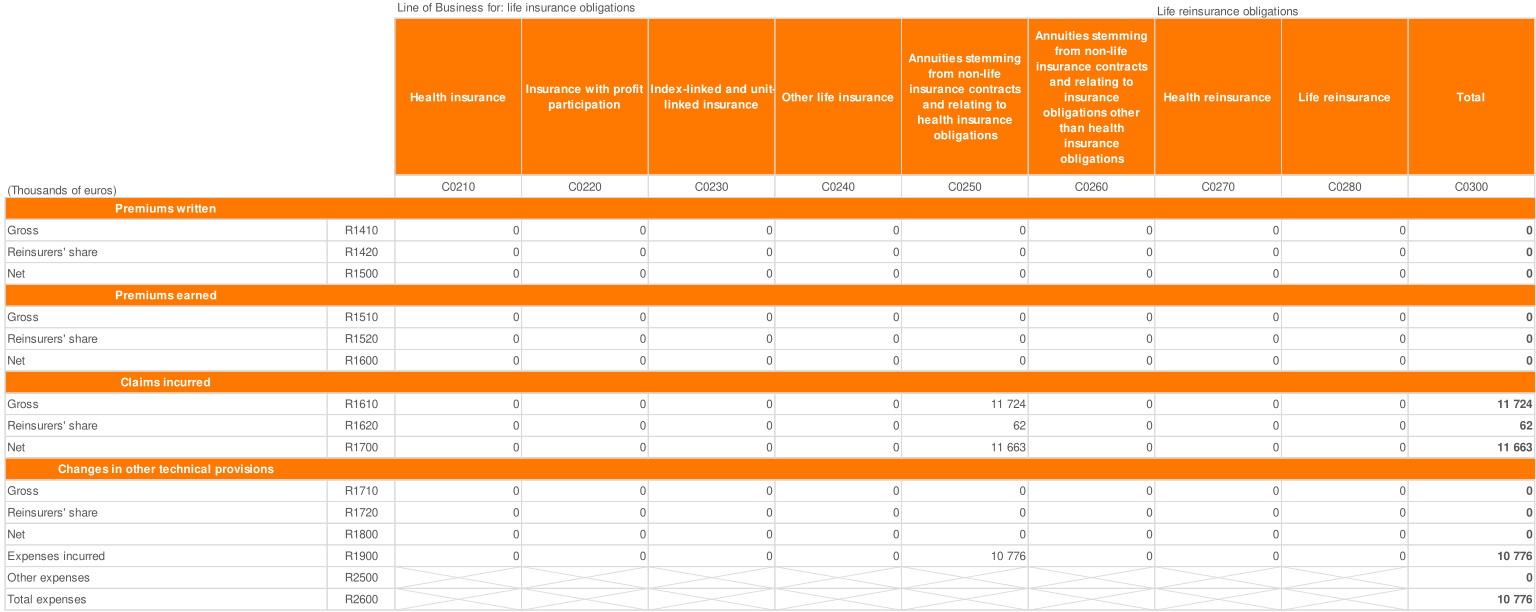 Line of Business for: life insurance obligations
Life reinsurance obligations
Health insurance
Insurance with profit
participation
Index-linked and unit-
linked insurance
Other life insurance
Annuities stemming
from non-life
insurance contracts
and relating to
health insurance
obligations
Annuities stemming
from non-life
insurance contracts
and relating to
insurance
obligations other
than health
insurance
obligations
Health reinsurance
Life reinsurance
Total
(Thousands of euros) C0210 C0220 C0230 C0240 C0250 C0260 C0270 C0280 C0300
Premiums written
Gross R1410 0 0 0 0 0 0 0 0 0
Reinsurers' share R1420 0 0 0 0 0 0 0 0 0
Net R1500 0 0 0 0 0 0 0 0 0
Premiums earned
Gross R1510 0 0 0 0 0 0 0 0 0
Reinsurers' share R1520 0 0 0 0 0 0 0 0 0
Net R1600 0 0 0 0 0 0 0 0 0
Claims incurred
Gross R1610 0 0 0 0 11 724 0 0 0 11 724
Reinsurers' share R1620 0 0 0 0 62 0 0 0 62
Net R1700 0 0 0 0 11 663 0 0 0 11 663
Changes in other technical provisions
Gross R1710 0 0 0 0 0 0 0 0 0
Reinsurers' share R1720 0 0 0 0 0 0 0 0 0
Net R1800 0 0 0 0 0 0 0 0 0
Expenses incurred R1900 0 0 0 0 10 776 0 0 0 10 776
Other expenses R2500 0
Total expenses R2600 10 776